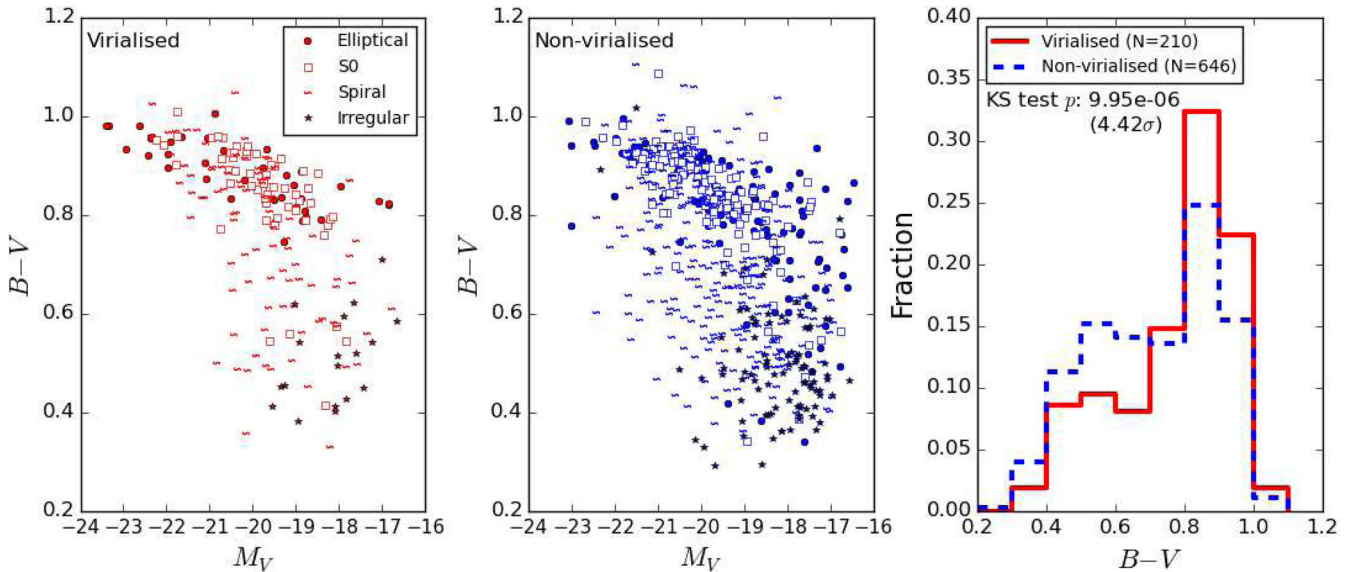 Virialised
Elliptical
S0
Spiral
Irregular
1.2
1.0
0.8
0.6
0.4
0.2
B−V
−24 −23 −22 −21 −20 −19 −18 −17 −16
M_V
Non-virialised
1.2
1.0
0.8
0.6
0.4
0.2
B−V
−24 −23 −22 −21 −20 −19 −18 −17 −16
M_V
Virialised (N=210)
Non-virialised (N=646)
KS test p: 9.95e-06
(4.42σ)
0.40
0.35
0.30
0.25
0.20
0.15
0.10
0.05
0.00
Fraction
0.2 0.4 0.6 0.8 1.0 1.2
B−V